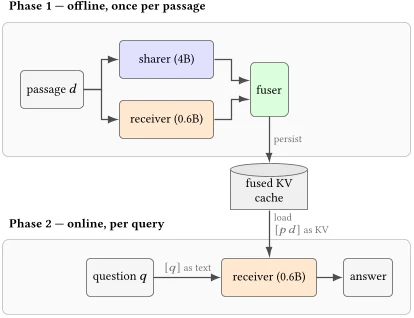 Phase 1 — offline, once per passage
sharer (4B)
passage d
fuser
receiver (0.6B)
persist
fused KV
cache
load
[p d] as KV
Phase 2 — online, per query
question q
[q] as text
receiver (0.6B)
answer